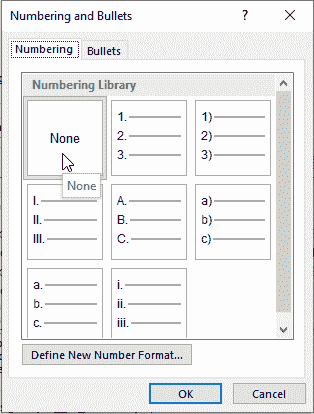 Numbering and Bullets
?
Numbering Bullets
Numbering Library
None
1.
2.
3.
1)
2)
3)
None
I.
II.
III.
A.
B.
C.
a)
b)
c)
a.
b.
c.
i.
ii.
iii.
Define New Number Format...
OK Cancel